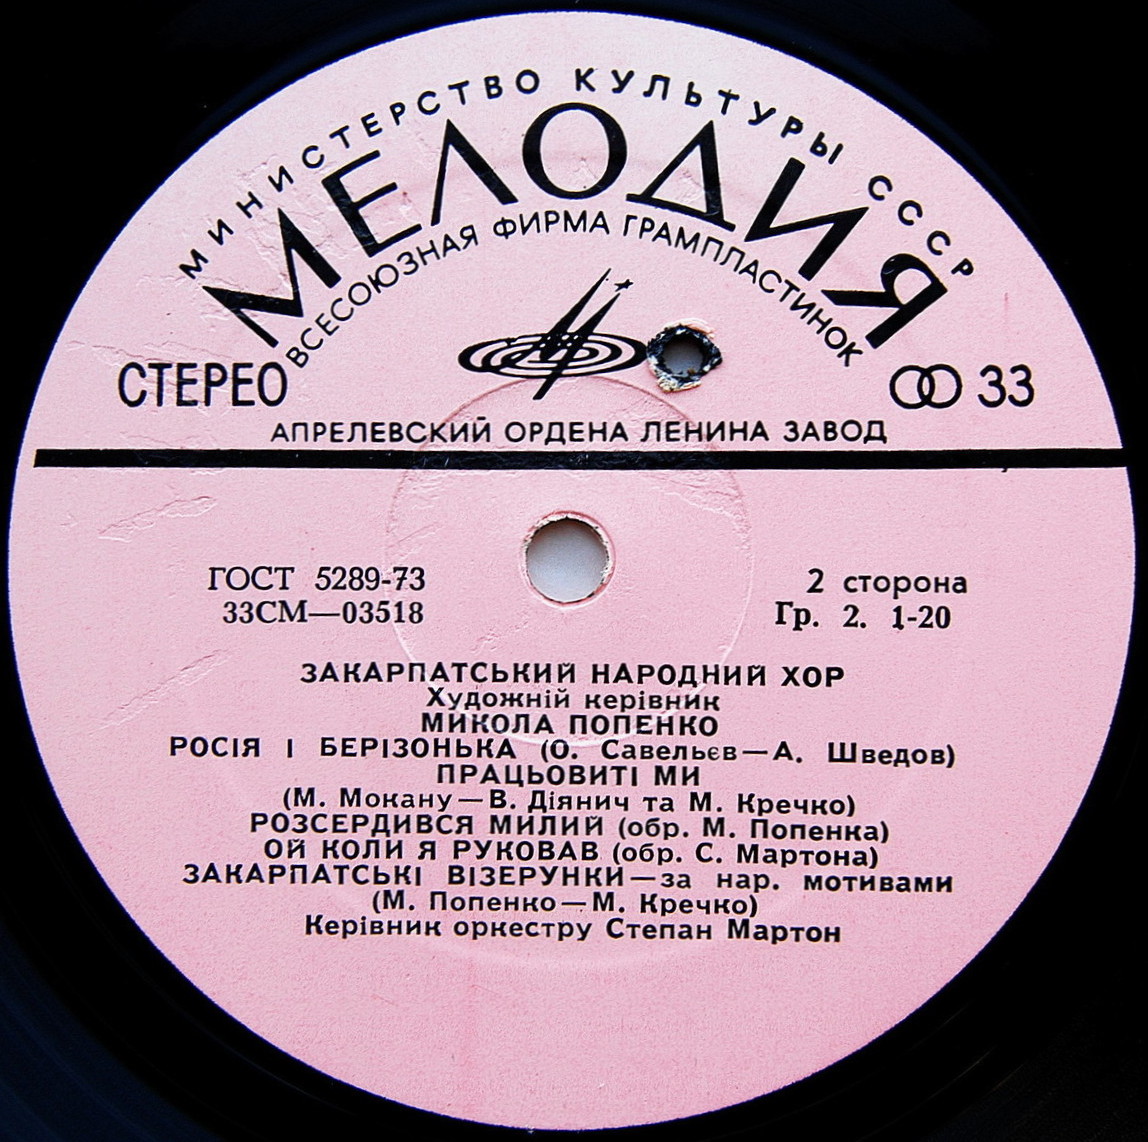 МИНИСТЕРСТВО КУЛЬТУРЫ СССР
МЕЛОДИЯ
ВСЕСОЮЗНАЯ ФИРМА ГРАМПЛАСТИНОК
СТЕРЕО
33
АПРЕЛЕВСКИЙ ОРДЕНА ЛЕНИНА ЗАВОД
ГОСТ 5289-73
2 сторона
33СМ—03518
Гр. 2. 1-20
ЗАКАРПАТСЬКИЙ НАРОДНИЙ ХОР
Художній керівник
МИКОЛА ПОПЕНКО
РОСІЯ І БЕРІЗОНЬКА (О. Савельєв—А. Шведов)
ПРАЦЬОВИТІ МИ
(М. Мокану—В. Діянич та М. Кречко)
РОЗСЕРДИВСЯ МИЛИЙ (обр. М. Попенка)
ОЙ КОЛИ Я РУКОВАВ (обр. С. Мартона)
ЗАКАРПАТСЬКІ ВІЗЕРУНКИ—за нар. мотивами
(М. Попенко—М. Кречко)
Керівник оркестру Степан Мартон